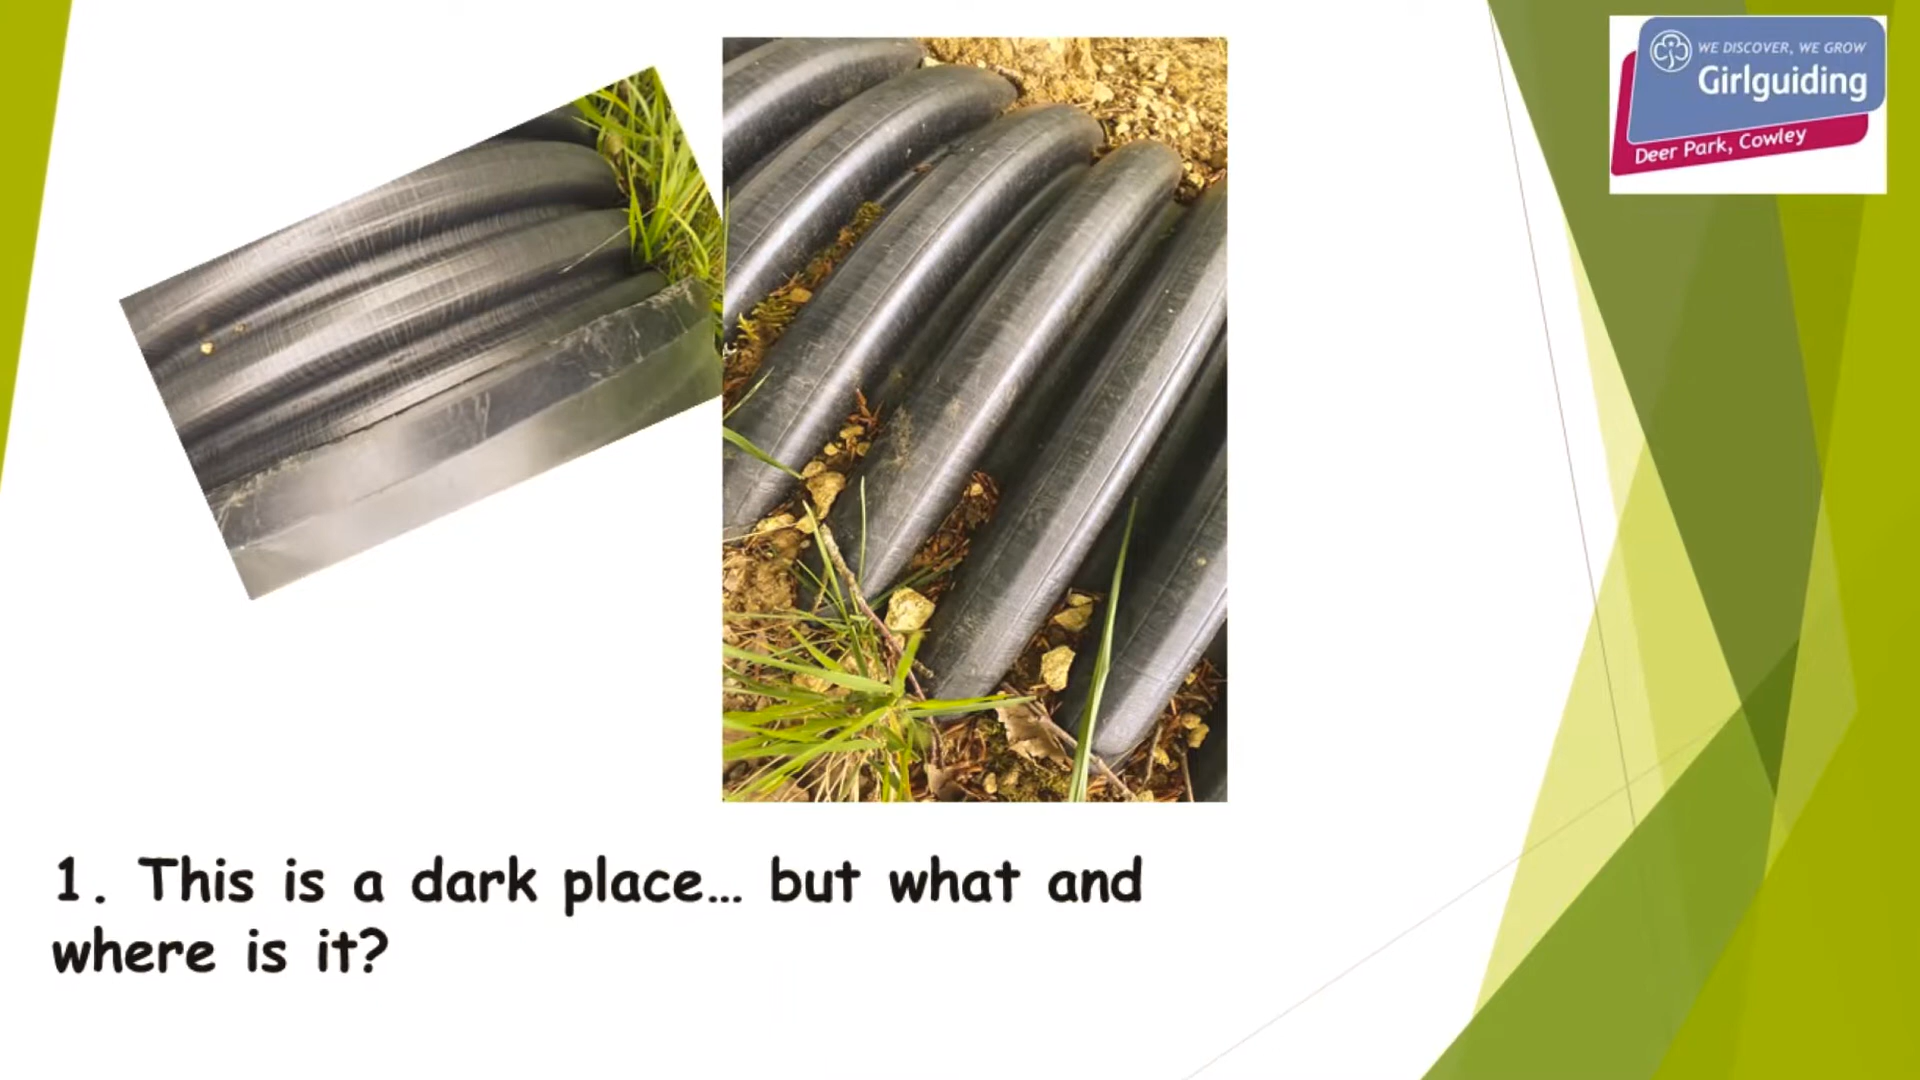 WE DISCOVER, WE GROW
Girlguiding
Deer Park, Cowley
1. This is a dark place... but what and
where is it?